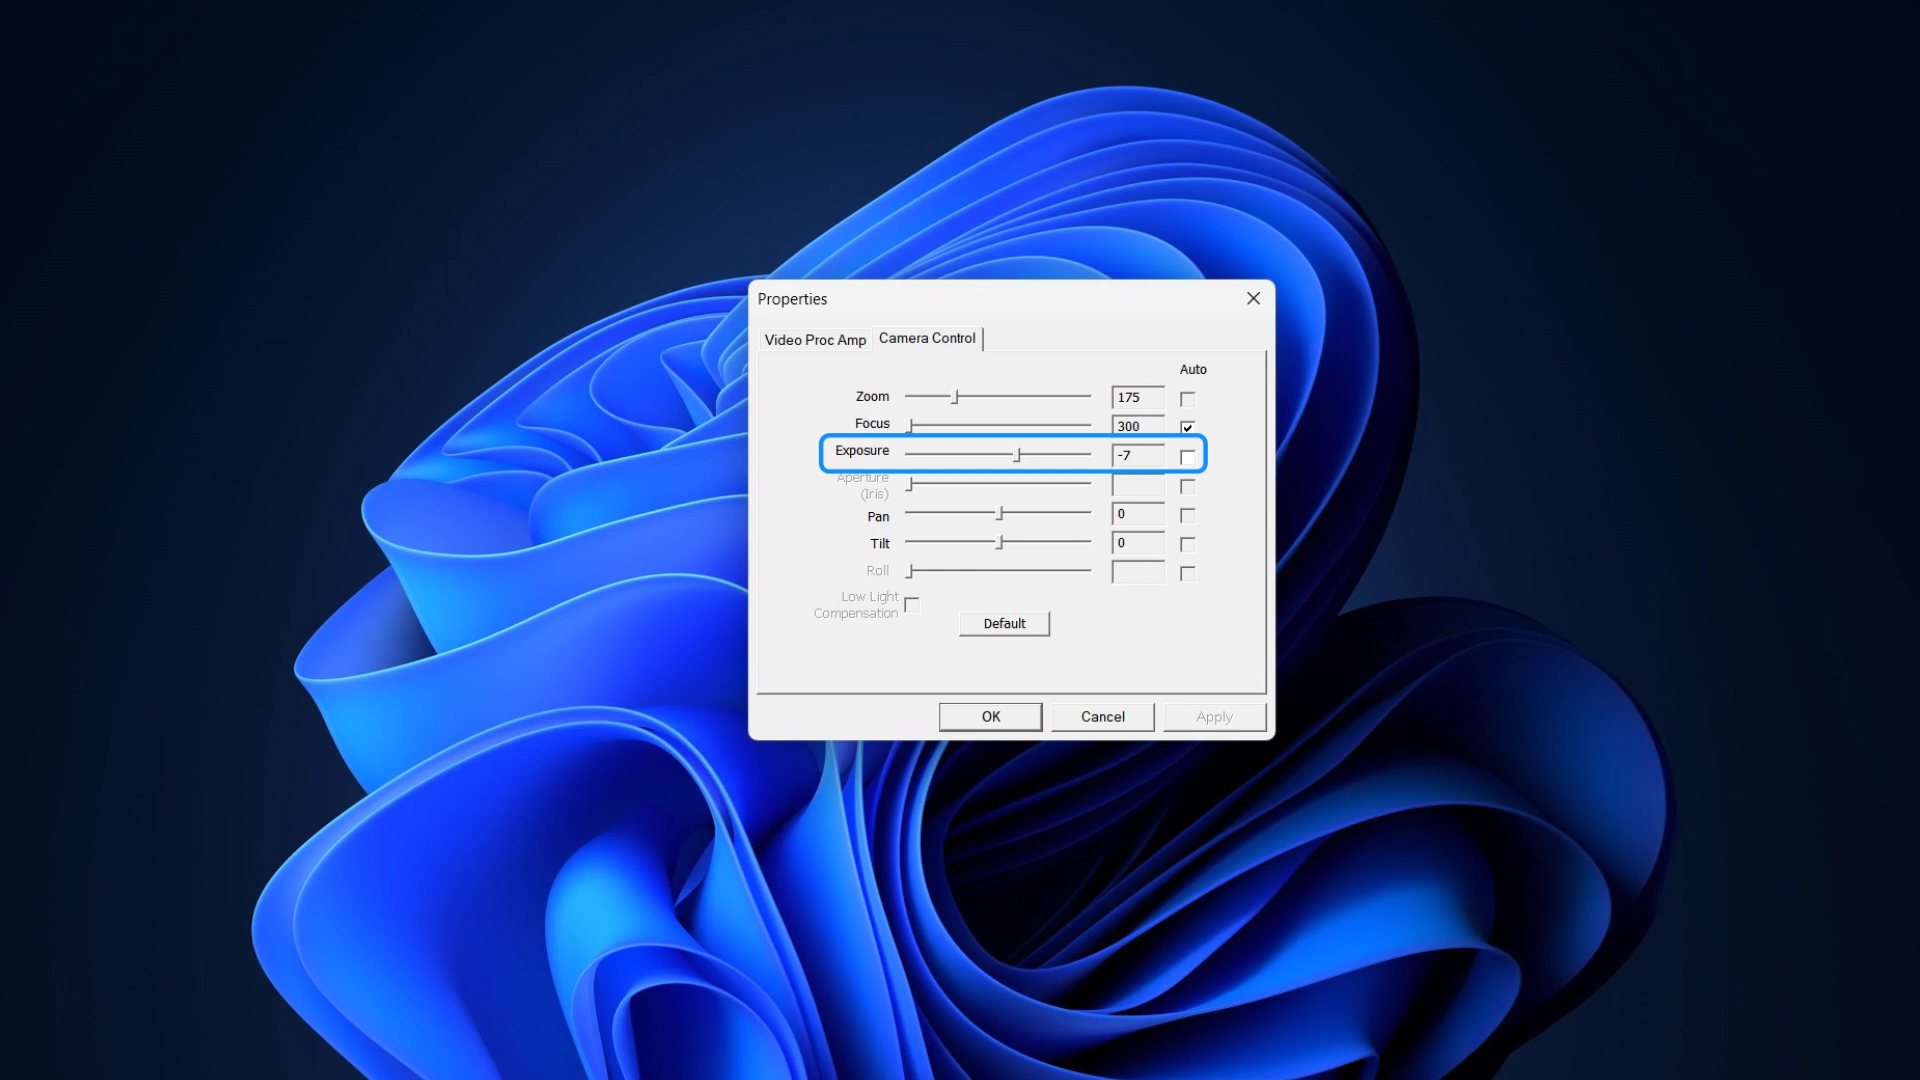 Properties
Video Proc Amp Camera Control
Auto
Zoom 175
Focus 300
Exposure -7
Aperture
(Iris)
Pan 0
Tilt 0
Roll
Low Light
Compensation
Default
OK Cancel Apply